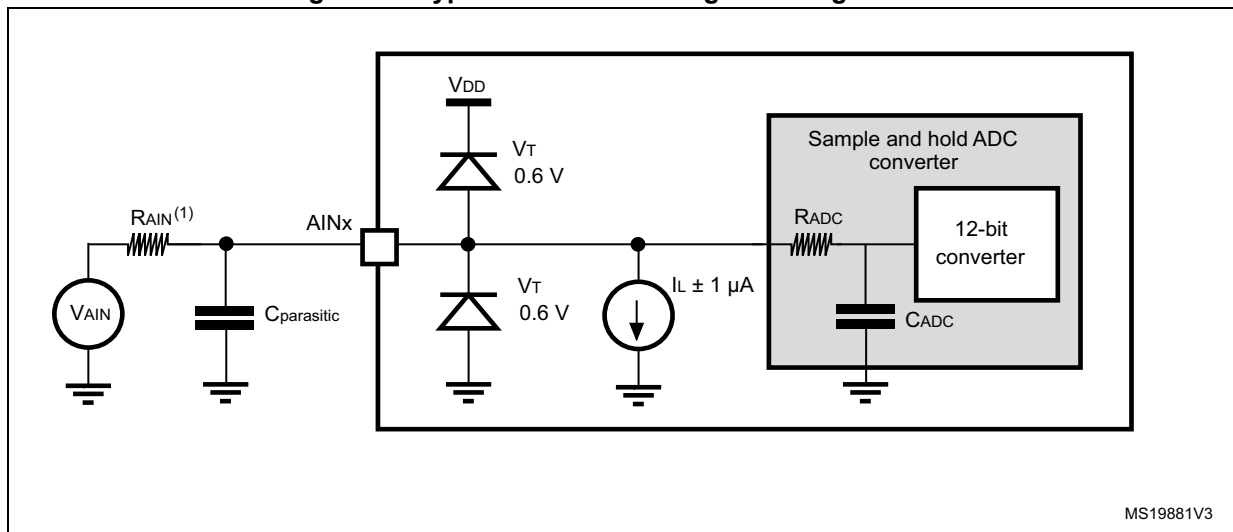 VDD
Sample and hold ADC
converter
VT
0.6 V
RAIN(1)
AINx
RADC
12-bit
converter
VT
0.6 V
IL ± 1 µA
VAIN
Cparasitic
CADC
MS19881V3